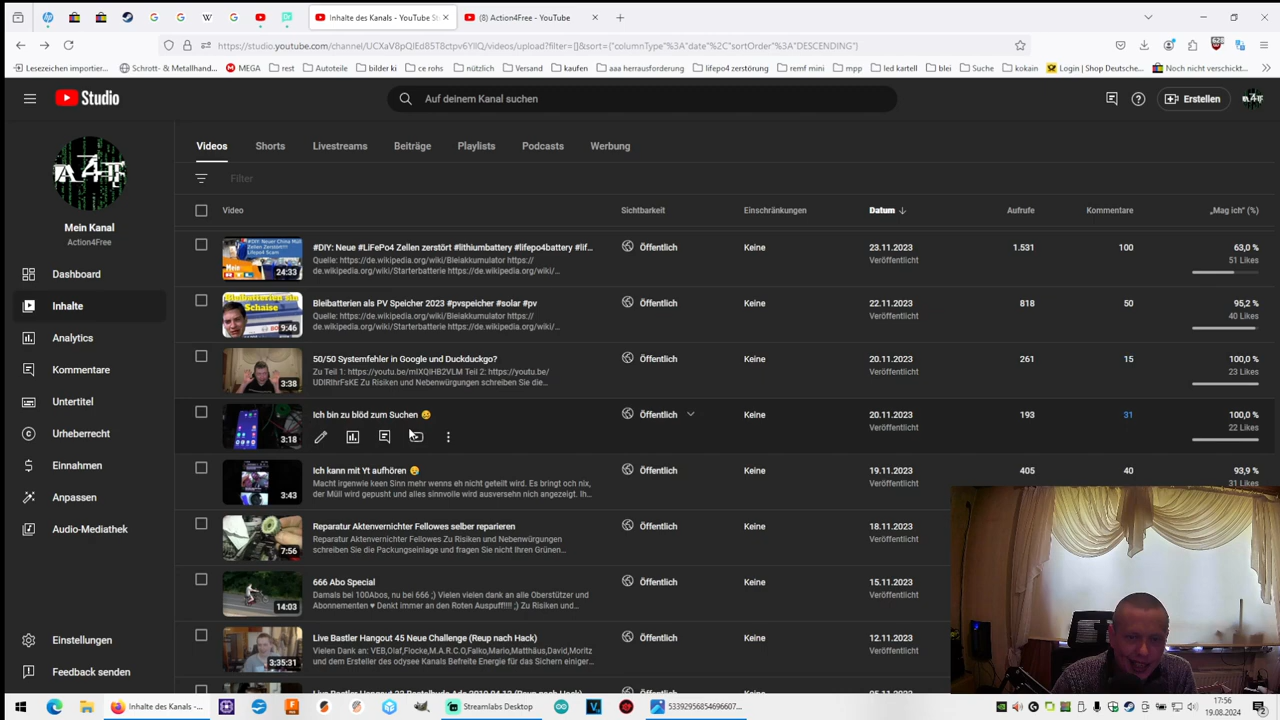 Inhalte des Kanals - YouTube St
(8) Action4Free - YouTube
https://studio.youtube.com/channel/UCXaV8pQIEd85T8ctpv6YIlQ/videos/upload?filter=[]&sort={"columnType"%3A"date"%2C"sortOrder"%3A"DESCENDING"}
Lesezeichen importier...
Schrott- & Metallhand...
MEGA
rest
Autoteile
bilder ki
ce rohs
nützlich
Versand
kaufen
aaa herrausforderung
lifepo4 zerstörung
remf mini
mpp
led kartell
blei
Suche
kokain
Login | Shop Deutsche...
Noch nicht verschickt...
Studio
Auf deinem Kanal suchen
Erstellen
A4F
Mein Kanal
Action4Free
Dashboard
Inhalte
Analytics
Kommentare
Untertitel
Urheberrecht
Einnahmen
Anpassen
Audio-Mediathek
Einstellungen
Feedback senden
Videos Shorts Livestreams Beiträge Playlists Podcasts Werbung
Filter
Video Sichtbarkeit Einschränkungen Datum Aufrufe Kommentare „Mag ich" (%)
#DIY: Neue #LiFePo4 Zellen zerstört #lithiumbattery #lifepo4battery #lif... Öffentlich Keine 23.11.2023 1.531 100 63,0 %
Quelle: https://de.wikipedia.org/wiki/Bleiakkumulator https:// Veröffentlicht 51 Likes
de.wikipedia.org/wiki/Starterbatterie https://de.wikipedia.org/wiki/...
24:33
Bleibatterien als PV Speicher 2023 #pvspeicher #solar #pv Öffentlich Keine 22.11.2023 818 50 95,2 %
Quelle: https://de.wikipedia.org/wiki/Bleiakkumulator https:// Veröffentlicht 40 Likes
de.wikipedia.org/wiki/Starterbatterie https://de.wikipedia.org/wiki/...
Bleibatterien als
Schaise
9:46
50/50 Systemfehler in Google und Duckduckgo? Öffentlich Keine 20.11.2023 261 15 100,0 %
Zu Teil 1: https://youtu.be/mIXQIHB2VLM Teil 2: https://youtu.be/ Veröffentlicht 23 Likes
UDIRIhrFsKE Zu Risiken und Nebenwürgungen schreiben Sie die...
3:38
Ich bin zu blöd zum Suchen 😥 Öffentlich Keine 20.11.2023 193 31 100,0 %
Veröffentlicht 22 Likes
3:18
Ich kann mit Yt aufhören 😥 Öffentlich Keine 19.11.2023 405 40 93,9 %
Macht irgenwie keen Sinn mehr wenns eh nicht geteilt wird. Es bringt och nix, Veröffentlicht 31 Likes
der Müll wird gepusht und alles sinnvolle wird ausversehn nich angezeigt. Ih...
3:43
Reparatur Aktenvernichter Fellowes selber reparieren Öffentlich Keine 18.11.2023
Reparatur Aktenvernichter Fellowes Zu Risiken und Nebenwürgungen Veröffentlicht
schreiben Sie die Packungseinlage und fragen Sie nicht Ihren Grünen...
7:56
666 Abo Special Öffentlich Keine 15.11.2023
Damals bei 100Abos, nu bei 666 ;) Vielen vielen dank an alle Oberstützer und Veröffentlicht
Abonnementen ♥ Denkt immer an den Roten Auspuff!!!! ;) Zu Risiken und...
14:03
Live Bastler Hangout 45 Neue Challenge (Reup nach Hack) Öffentlich Keine 12.11.2023
Vielen Dank an: VEB,Olaf,Flocke,M.A.R.C.O,Falko,Mario,Matthäus,David,Moritz Veröffentlicht
und dem Ersteller des odysee Kanals Befreite Energie für das Sichern einiger...
3:35:31
Inhalte des Kanals -...
Streamlabs Desktop
53392956854696607...
17:56
19.08.2024